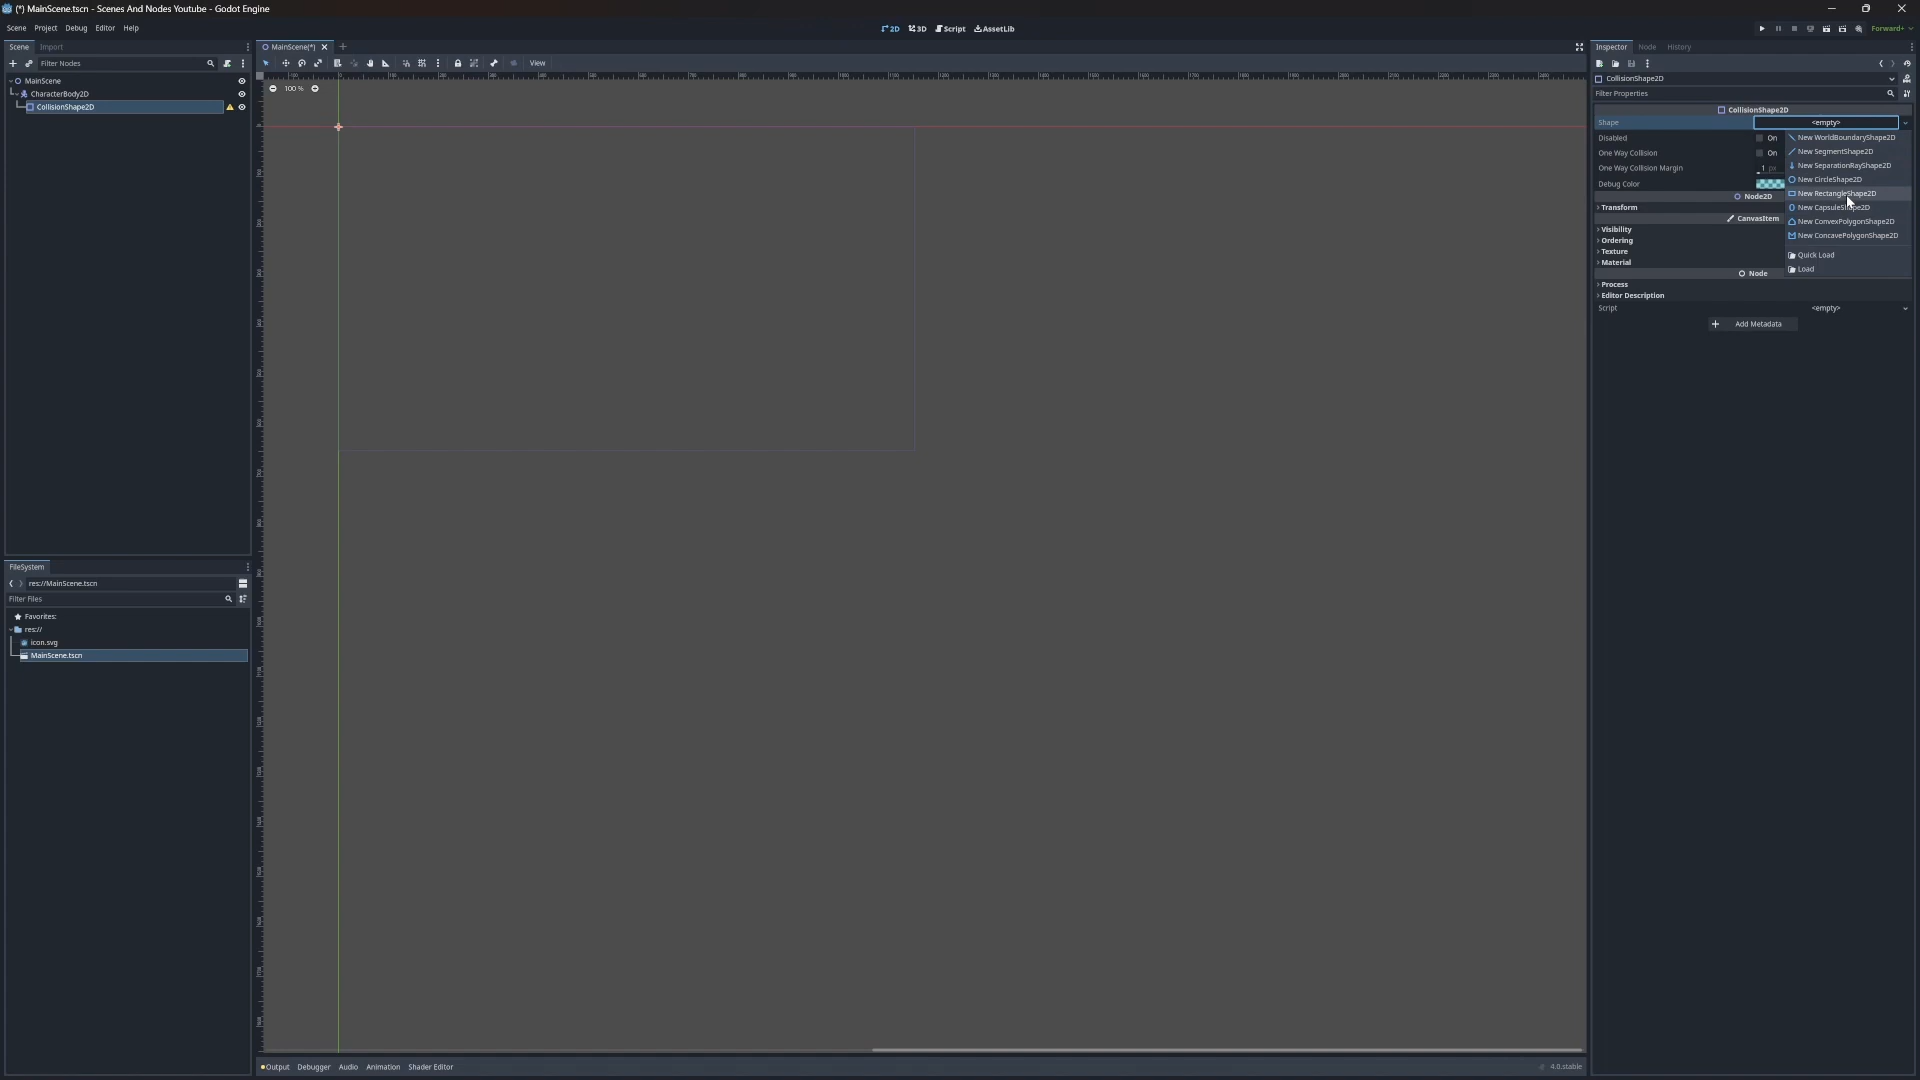 (*) MainScene.tscn - Scenes And Nodes Youtube - Godot Engine
Scene Project Debug Editor Help
2D 3D Script AssetLib
Forward+
Scene Import
MainScene(*)
Inspector Node History
Filter Nodes
View
MainScene
CharacterBody2D
CollisionShape2D
100 %
CollisionShape2D
Filter Properties
CollisionShape2D
Shape <empty>
Disabled On
One Way Collision On
One Way Collision Margin 1 px
Debug Color
Node2D
Transform
CanvasItem
Visibility
Ordering
Texture
Material
Node
Process
Editor Description
Script <empty>
Add Metadata
New WorldBoundaryShape2D
New SegmentShape2D
New SeparationRayShape2D
New CircleShape2D
New RectangleShape2D
New CapsuleShape2D
New ConvexPolygonShape2D
New ConcavePolygonShape2D
Quick Load
Load
FileSystem
res://MainScene.tscn
Filter Files
Favorites:
res://
icon.svg
MainScene.tscn
Output Debugger Audio Animation Shader Editor
4.0.stable